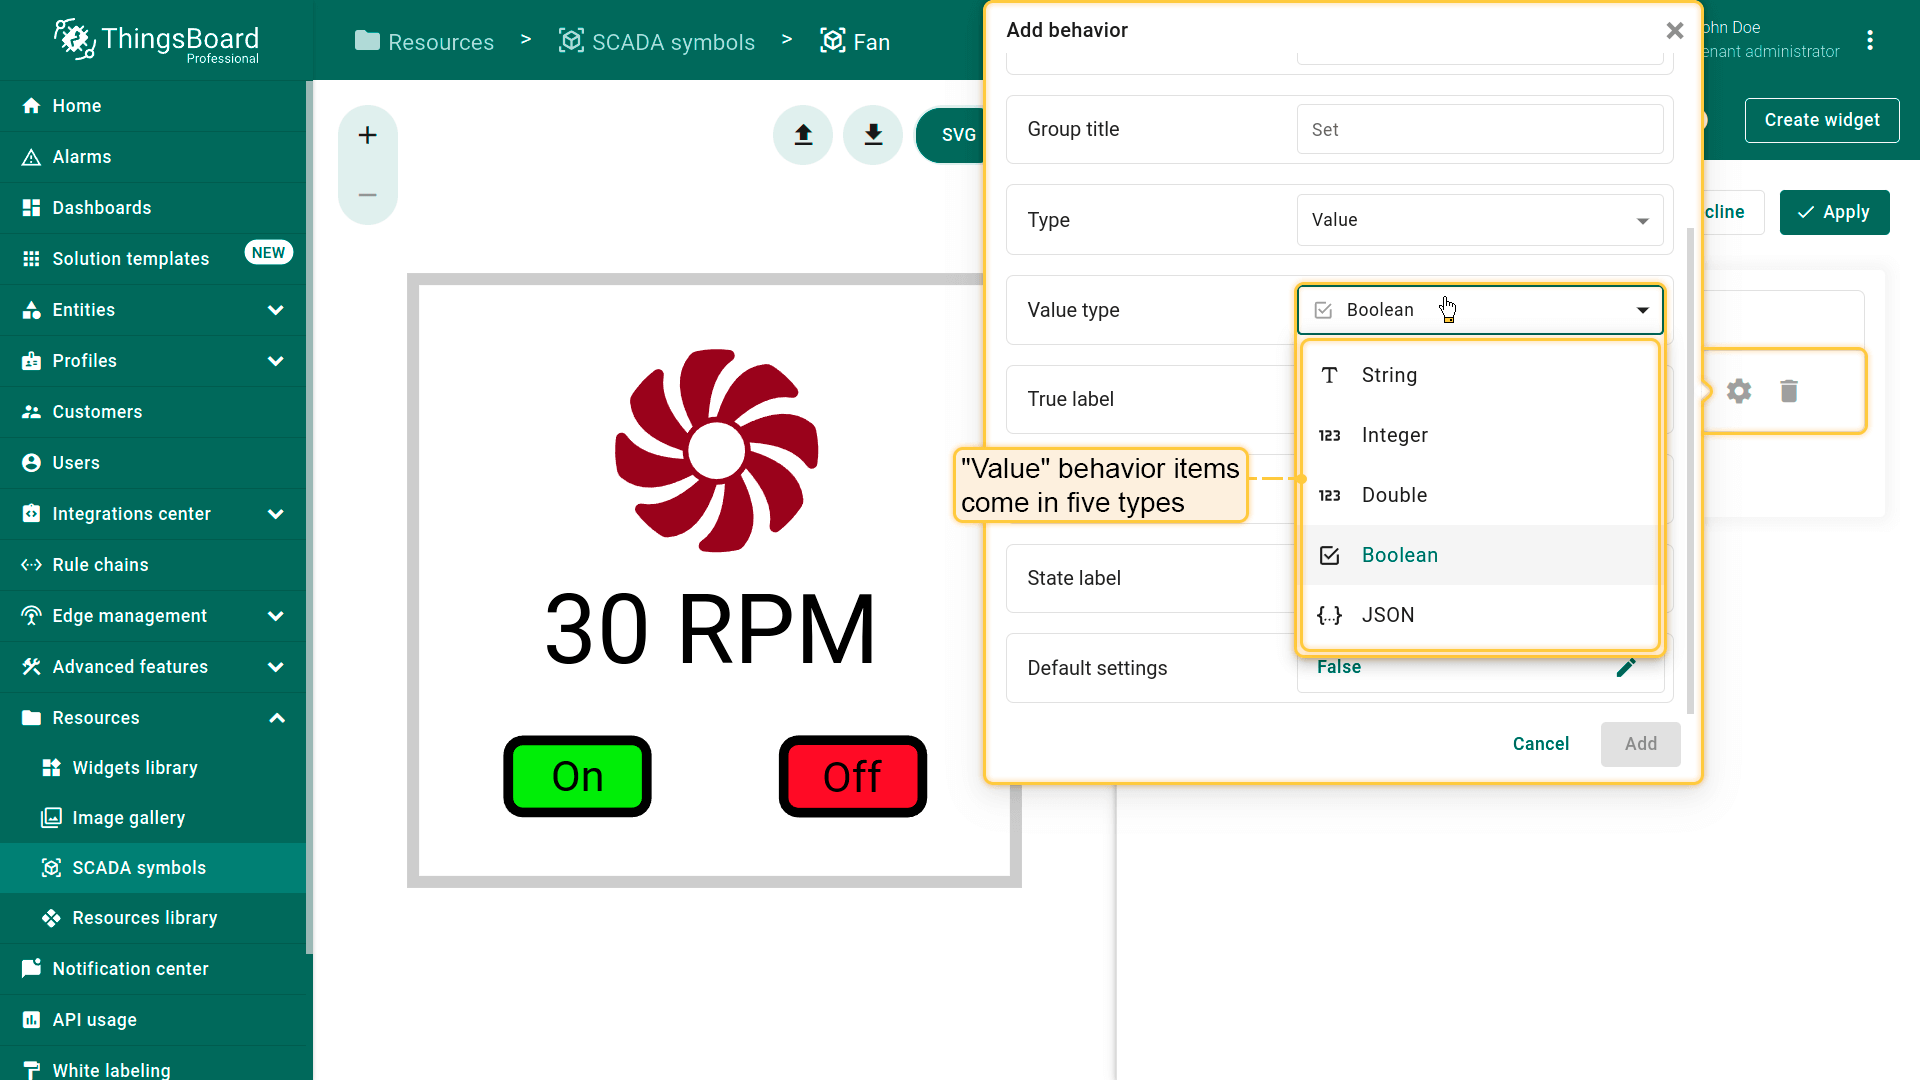 ThingsBoard
Professional
Home
Alarms
Dashboards
Solution templates
NEW
Entities
Profiles
Customers
Users
Integrations center
Rule chains
Edge management
Advanced features
Resources
Widgets library
Image gallery
SCADA symbols
Resources library
Notification center
API usage
White labeling
Resources > SCADA symbols > Fan
SVG
30 RPM
On
Off
Add behavior
Group title
Set
Type
Value
Value type
Boolean
True label
String
Integer
Double
Boolean
JSON
"Value" behavior items
come in five types
State label
Default settings
False
Cancel
Add
ohn Doe
enant administrator
Create widget
cline
Apply